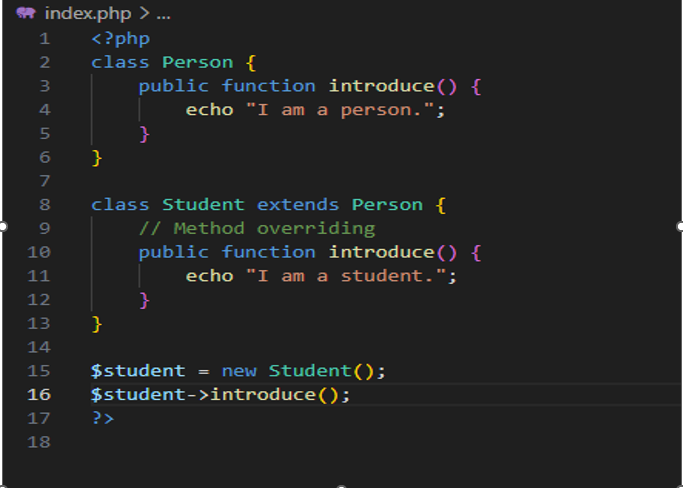 index.php > ...
1 <?php
2 class Person {
3     public function introduce() {
4         echo "I am a person.";
5     }
6 }
7
8 class Student extends Person {
9     // Method overriding
10     public function introduce() {
11         echo "I am a student.";
12     }
13 }
14
15 $student = new Student();
16 $student->introduce();
17 ?>
18